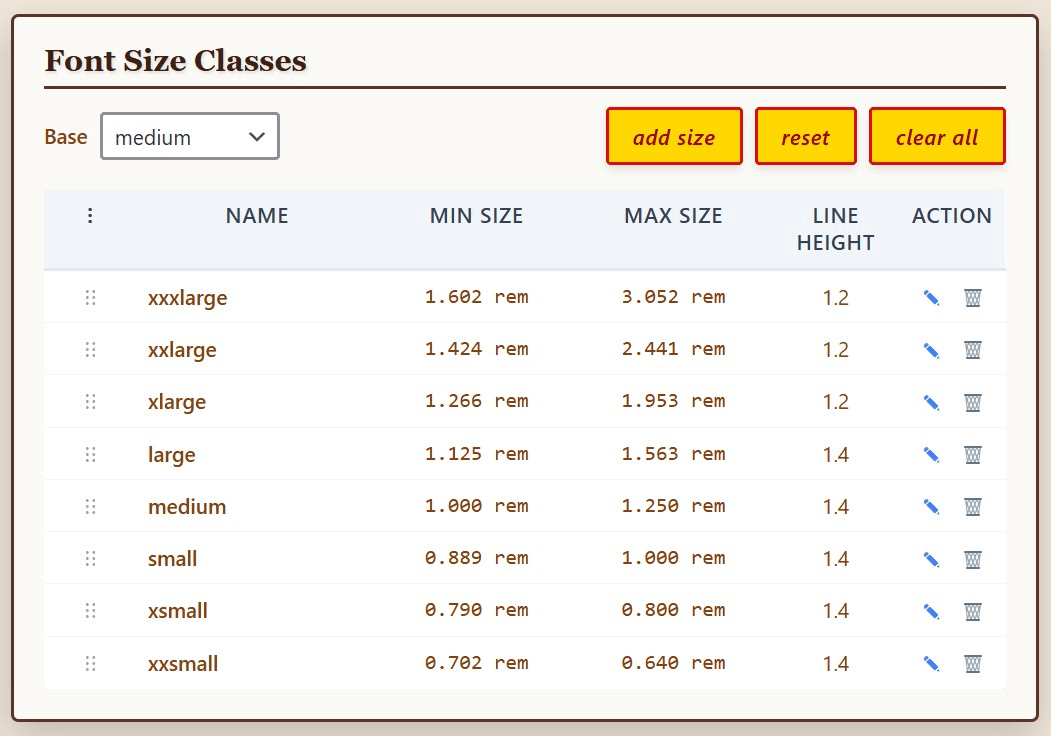 Font Size Classes
Base medium add size reset clear all
NAME MIN SIZE MAX SIZE LINE HEIGHT ACTION
xxxlarge 1.602 rem 3.052 rem 1.2
xxlarge 1.424 rem 2.441 rem 1.2
xlarge 1.266 rem 1.953 rem 1.2
large 1.125 rem 1.563 rem 1.4
medium 1.000 rem 1.250 rem 1.4
small 0.889 rem 1.000 rem 1.4
xsmall 0.790 rem 0.800 rem 1.4
xxsmall 0.702 rem 0.640 rem 1.4